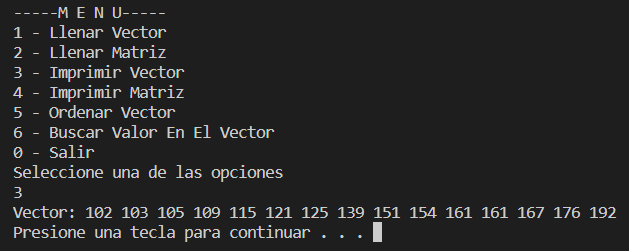 -----M E N U-----
1 - Llenar Vector
2 - Llenar Matriz
3 - Imprimir Vector
4 - Imprimir Matriz
5 - Ordenar Vector
6 - Buscar Valor En El Vector
0 - Salir
Seleccione una de las opciones
3
Vector: 102 103 105 109 115 121 125 139 151 154 161 161 167 176 192
Presione una tecla para continuar . . .